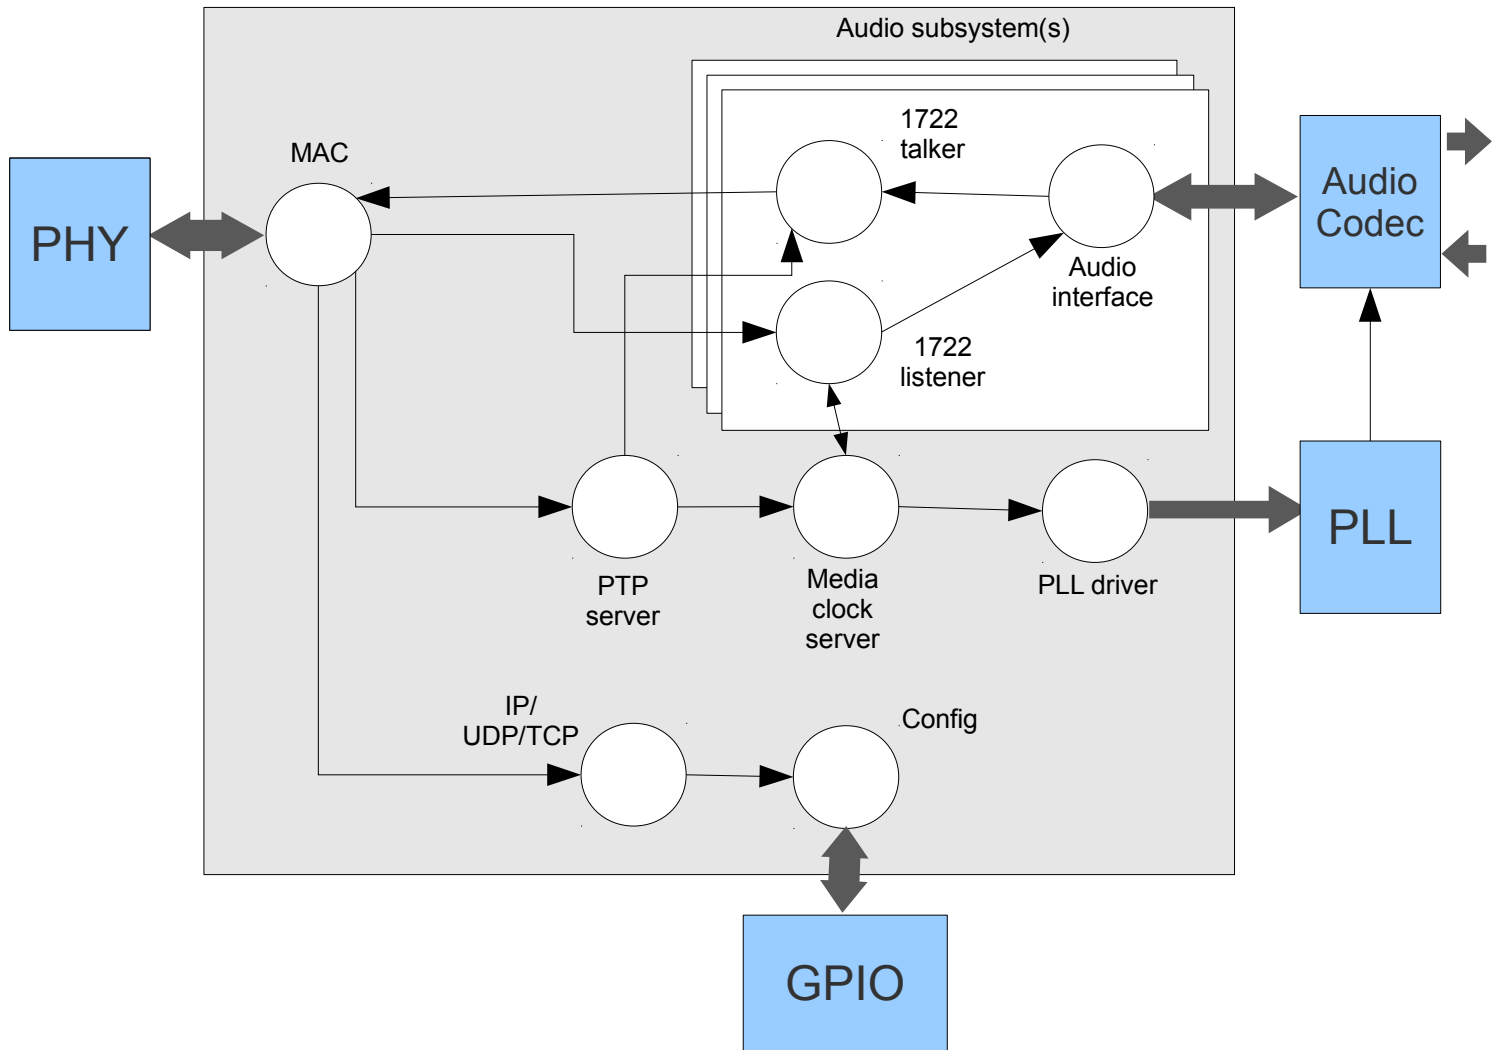 Audio subsystem(s)
1722
talker
MAC
Audio
Codec
PHY
Audio
interface
1722
listener
PLL
PTP
server
Media
clock
server
PLL driver
IP/
UDP/TCP
Config
GPIO